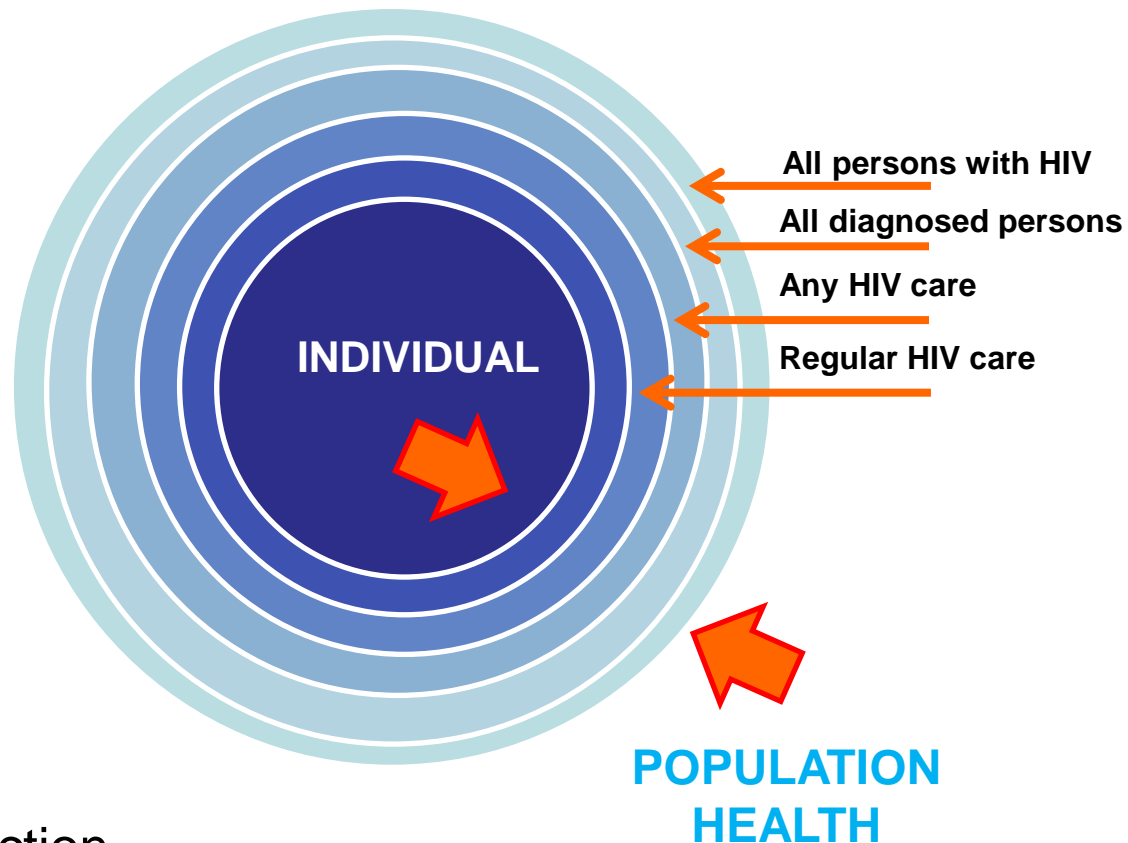 All persons with HIV
All diagnosed persons
Any HIV care
Regular HIV care
INDIVIDUAL
POPULATION
HEALTH